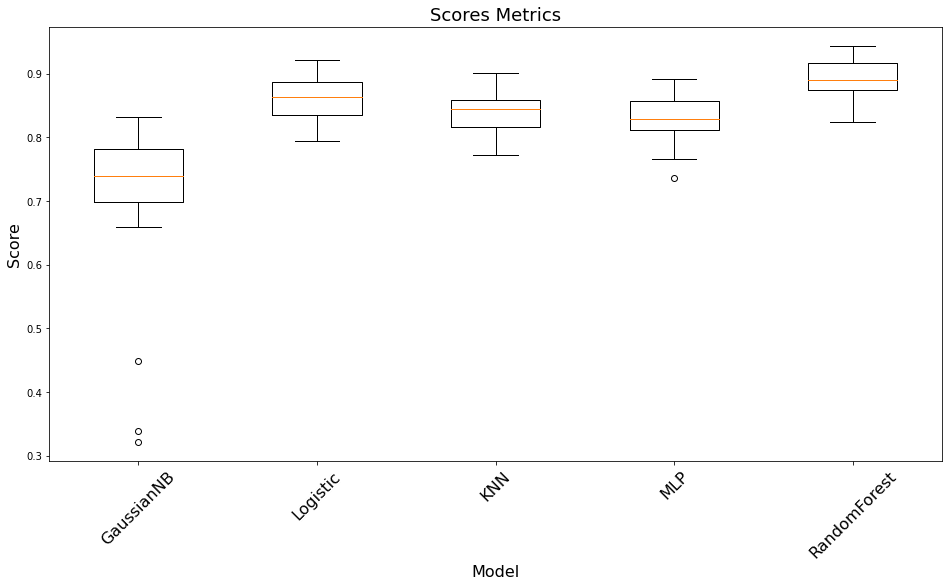 Scores Metrics
Score
0.9
0.8
0.7
0.6
0.5
0.4
0.3
GaussianNB
Logistic
KNN
MLP
RandomForest
Model